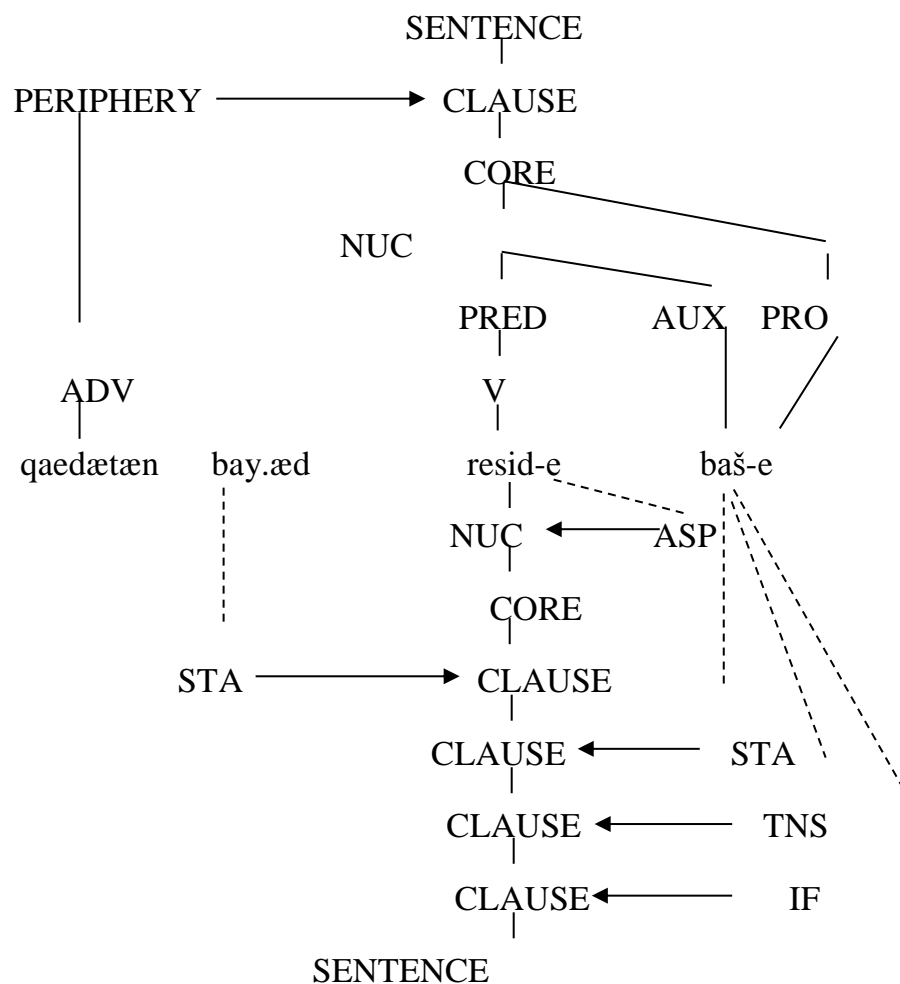 SENTENCE
PERIPHERY CLAUSE
CORE
NUC
PRED AUX PRO
ADV V
qaedætæn bay.æd resid-e baš-e
NUC ASP
CORE
STA CLAUSE
CLAUSE STA
CLAUSE TNS
CLAUSE IF
SENTENCE